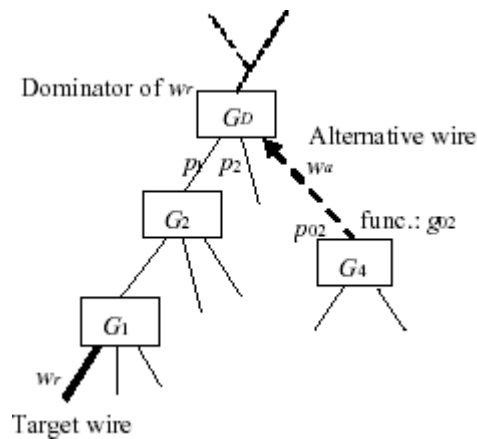 Dominator of wr
GD
Alternative wire
p1
p2
wa
G2
p02
func.: g02
G4
G1
wr
Target wire